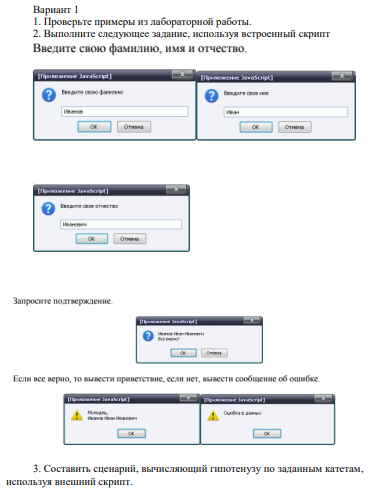 Вариант 1
1. Проверьте примеры из лабораторной работы.
2. Выполните следующее задание, используя встроенный скрипт
Введите свою фамилию, имя и отчество.
[Приложение JavaScript]
Введите свою фамилию
Иванов
OK Отмена
[Приложение JavaScript]
Введите свое имя
Иван
OK Отмена
[Приложение JavaScript]
Введите свое отчество
Иванович
OK Отмена
Запросите подтверждение.
[Приложение JavaScript]
Иванов Иван Иванович
Все верно?
OK Отмена
Если все верно, то вывести приветствие, если нет, вывести сообщение об ошибке.
[Приложение JavaScript]
Молодец,
Иванов Иван Иванович
OK
[Приложение JavaScript]
Ошибка в данных
OK
3. Составить сценарий, вычисляющий гипотенузу по заданным катетам,
используя внешний скрипт.